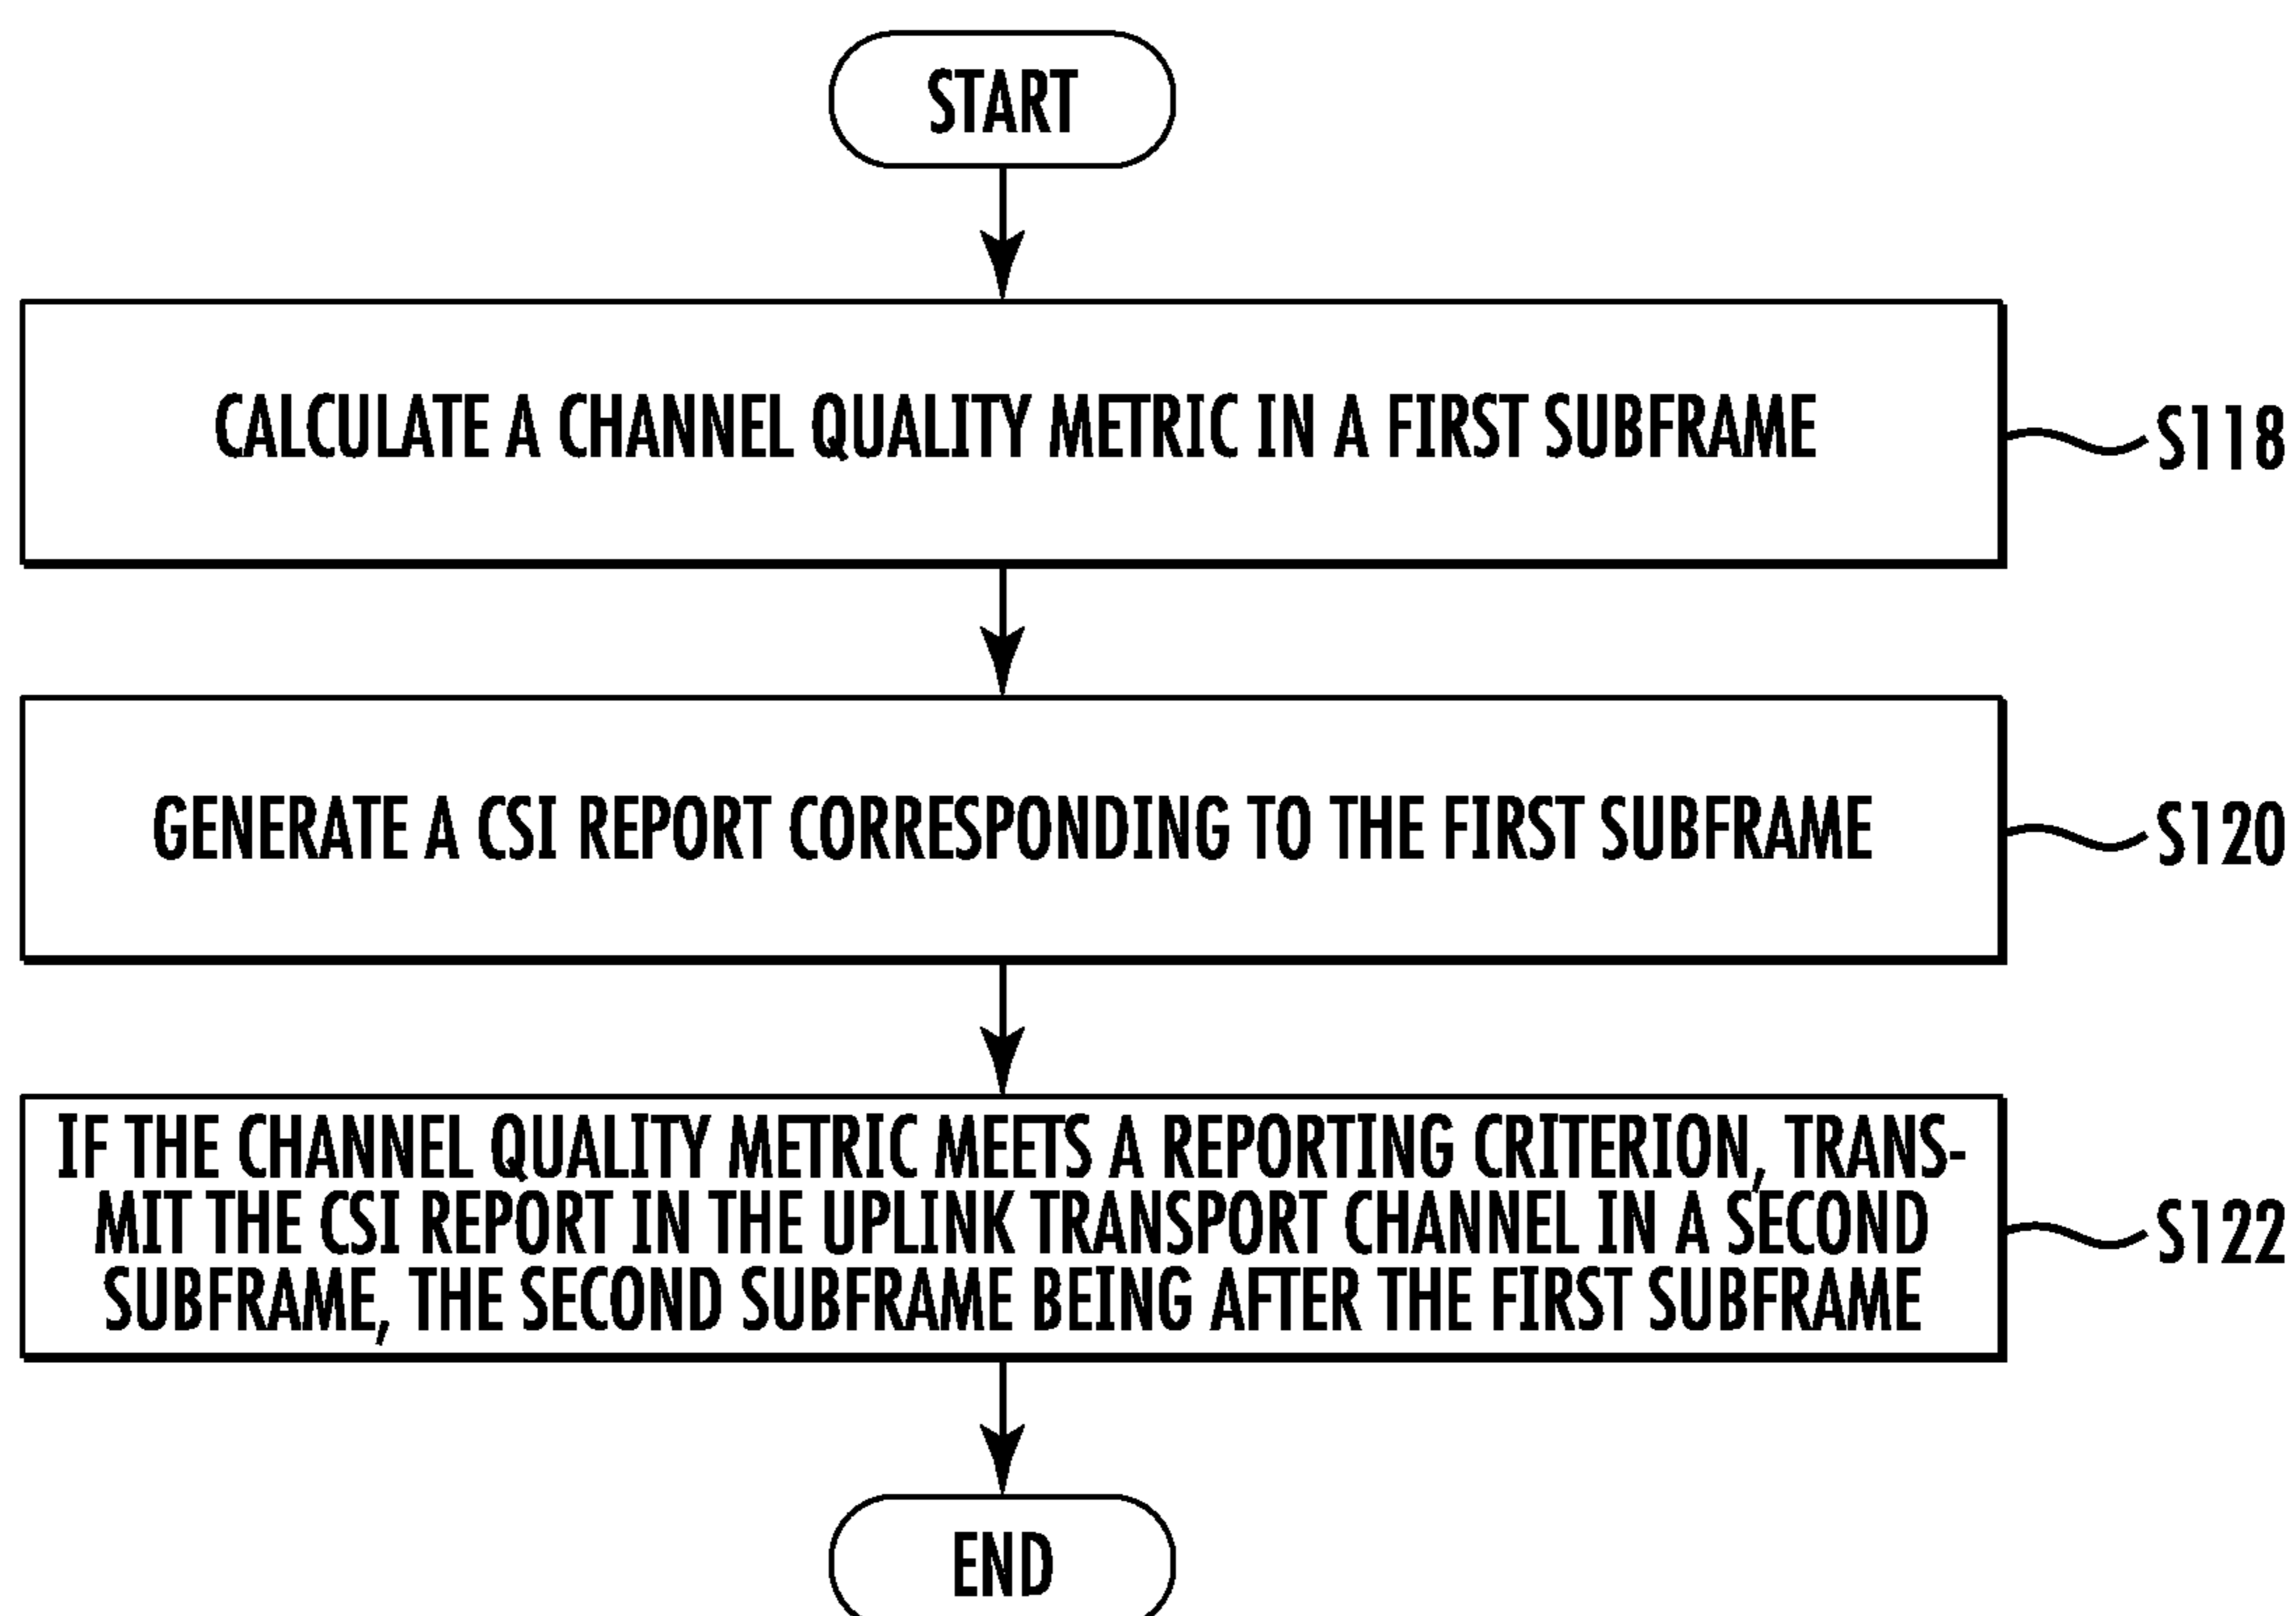 START
CALCULATE A CHANNEL QUALITY METRIC IN A FIRST SUBFRAME
S118
GENERATE A CSI REPORT CORRESPONDING TO THE FIRST SUBFRAME
S120
IF THE CHANNEL QUALITY METRIC MEETS A REPORTING CRITERION, TRANS-
MIT THE CSI REPORT IN THE UPLINK TRANSPORT CHANNEL IN A SECOND
SUBFRAME, THE SECOND SUBFRAME BEING AFTER THE FIRST SUBFRAME
S122
END